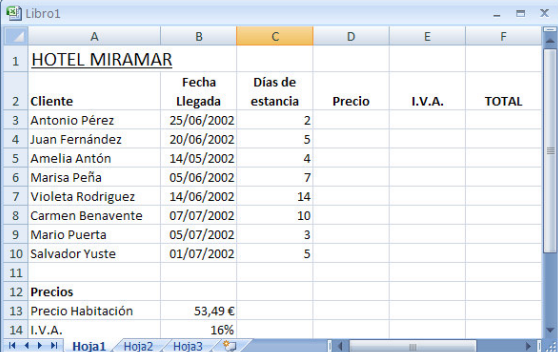 Libro1
A B C D E F
1 HOTEL MIRAMAR
Fecha Días de
2 Cliente Llegada estancia Precio I.V.A. TOTAL
3 Antonio Pérez 25/06/2002 2
4 Juan Fernández 20/06/2002 5
5 Amelia Antón 14/05/2002 4
6 Marisa Peña 05/06/2002 7
7 Violeta Rodriguez 14/06/2002 14
8 Carmen Benavente 07/07/2002 10
9 Mario Puerta 05/07/2002 3
10 Salvador Yuste 01/07/2002 5
11
12 Precios
13 Precio Habitación 53,49 €
14 I.V.A. 16%
Hoja1 Hoja2 Hoja3